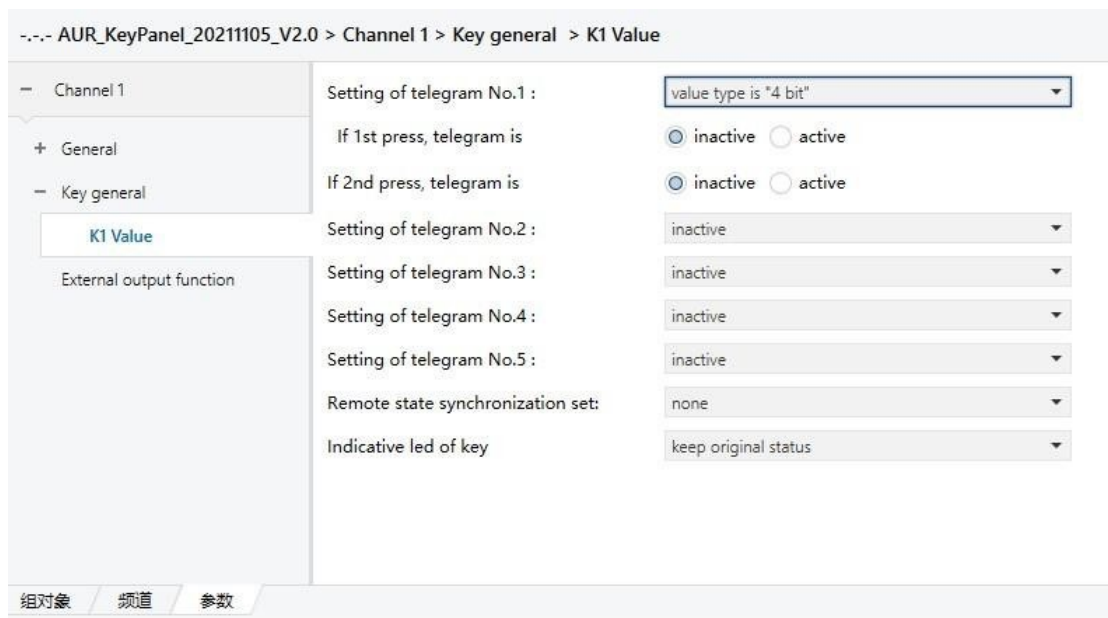 -.-.- AUR_KeyPanel_20211105_V2.0 > Channel 1 > Key general > K1 Value
− Channel 1
+ General
− Key general
K1 Value
External output function
Setting of telegram No.1 : value type is "4 bit"
If 1st press, telegram is inactive active
If 2nd press, telegram is inactive active
Setting of telegram No.2 : inactive
Setting of telegram No.3 : inactive
Setting of telegram No.4 : inactive
Setting of telegram No.5 : inactive
Remote state synchronization set: none
Indicative led of key keep original status
组对象 频道 参数